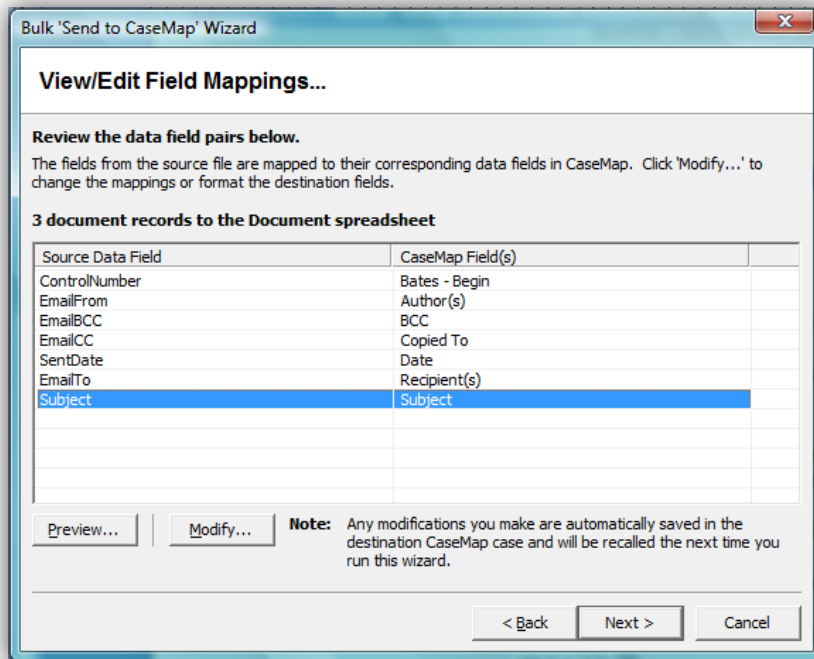 Bulk 'Send to CaseMap' Wizard
View/Edit Field Mappings...
Review the data field pairs below.
The fields from the source file are mapped to their corresponding data fields in CaseMap. Click 'Modify...' to
change the mappings or format the destination fields.
3 document records to the Document spreadsheet
Source Data Field CaseMap Field(s)
ControlNumber Bates - Begin
EmailFrom Author(s)
EmailBCC BCC
EmailCC Copied To
SentDate Date
EmailTo Recipient(s)
Subject Subject
Preview... Modify... Note: Any modifications you make are automatically saved in the
destination CaseMap case and will be recalled the next time you
run this wizard.
< Back Next > Cancel